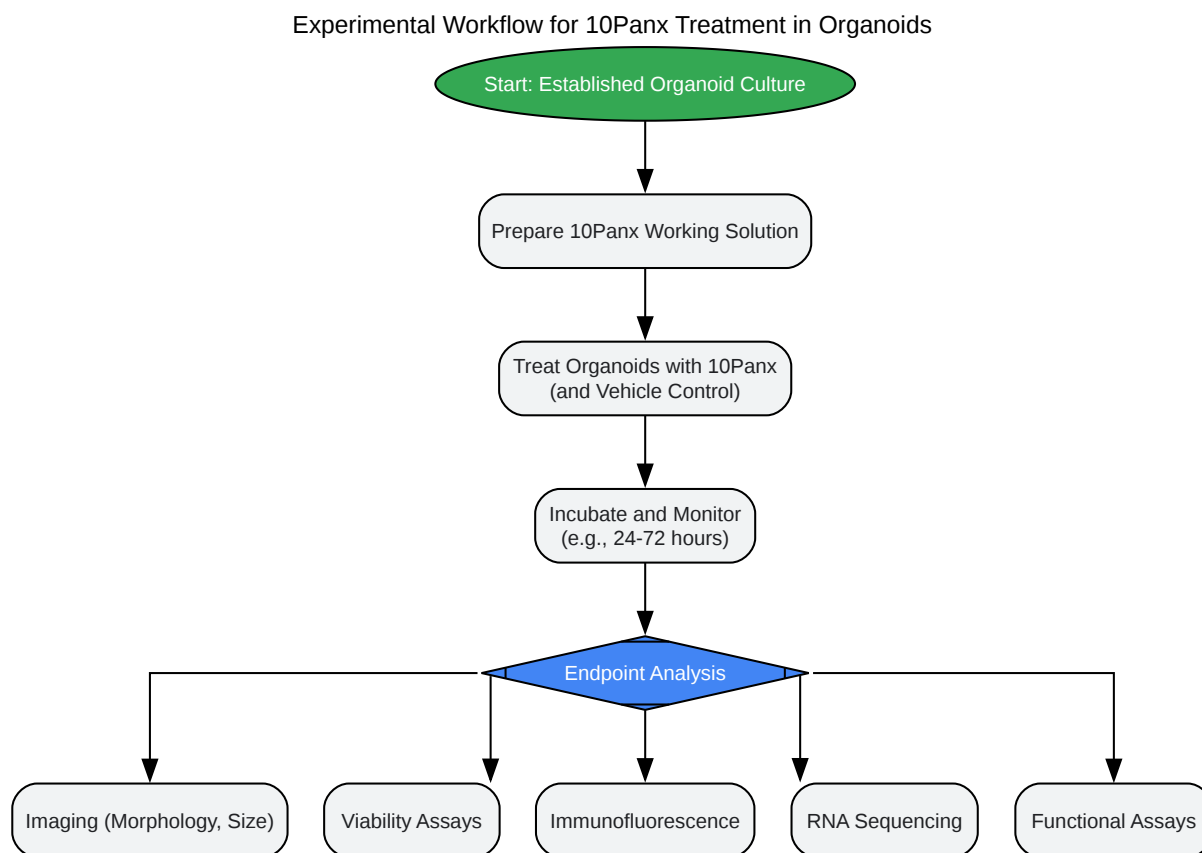 Experimental Workflow for 10Panx Treatment in Organoids
Start: Established Organoid Culture
Prepare 10Panx Working Solution
Treat Organoids with 10Panx
(and Vehicle Control)
Incubate and Monitor
(e.g., 24-72 hours)
Endpoint Analysis
Imaging (Morphology, Size)
Viability Assays
Immunofluorescence
RNA Sequencing
Functional Assays